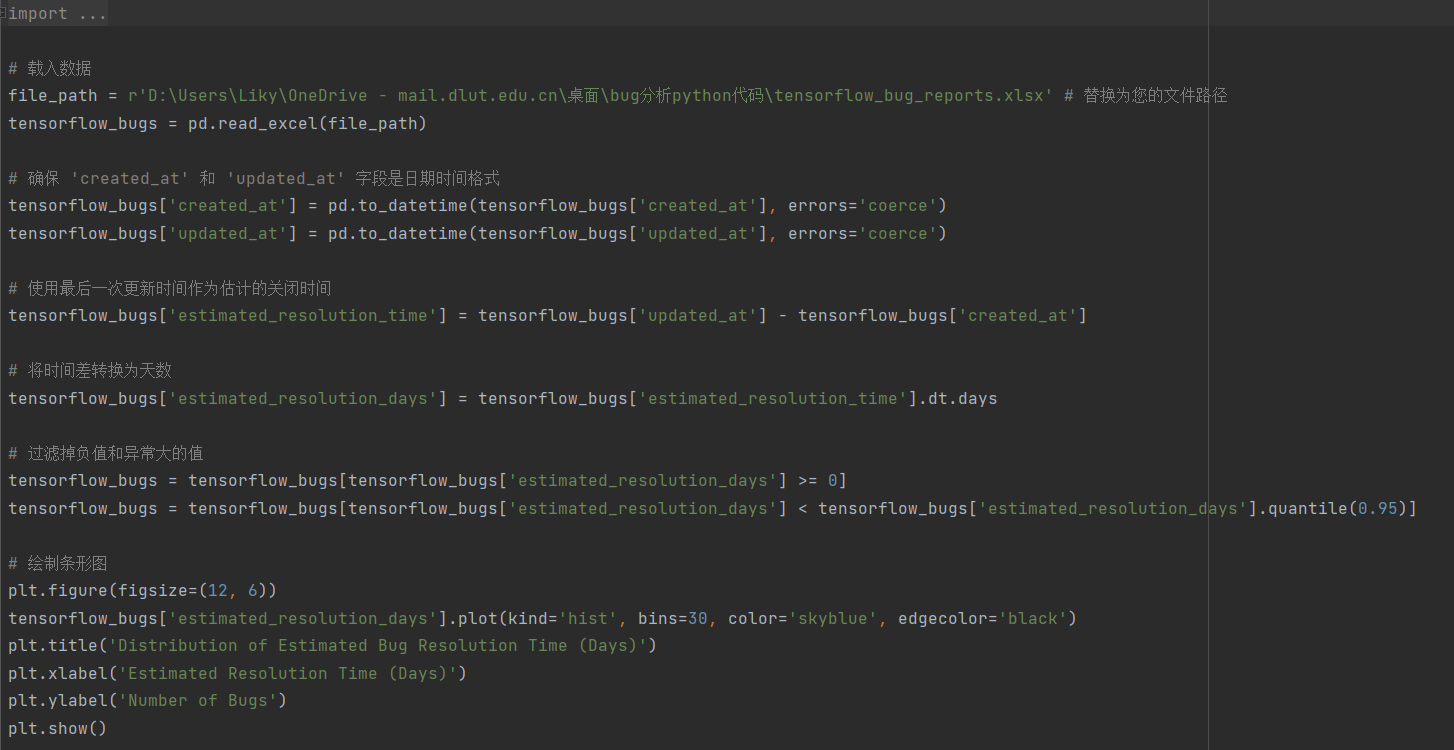 import ...
# 载入数据
file_path = r'D:\Users\Liky\OneDrive - mail.dlut.edu.cn\桌面\bug分析python代码\tensorflow_bug_reports.xlsx' # 替换为您的文件路径
tensorflow_bugs = pd.read_excel(file_path)
# 确保 'created_at' 和 'updated_at' 字段是日期时间格式
tensorflow_bugs['created_at'] = pd.to_datetime(tensorflow_bugs['created_at'], errors='coerce')
tensorflow_bugs['updated_at'] = pd.to_datetime(tensorflow_bugs['updated_at'], errors='coerce')
# 使用最后一次更新时间作为估计的关闭时间
tensorflow_bugs['estimated_resolution_time'] = tensorflow_bugs['updated_at'] - tensorflow_bugs['created_at']
# 将时间差转换为天数
tensorflow_bugs['estimated_resolution_days'] = tensorflow_bugs['estimated_resolution_time'].dt.days
# 过滤掉负值和异常大的值
tensorflow_bugs = tensorflow_bugs[tensorflow_bugs['estimated_resolution_days'] >= 0]
tensorflow_bugs = tensorflow_bugs[tensorflow_bugs['estimated_resolution_days'] < tensorflow_bugs['estimated_resolution_days'].quantile(0.95)]
# 绘制条形图
plt.figure(figsize=(12, 6))
tensorflow_bugs['estimated_resolution_days'].plot(kind='hist', bins=30, color='skyblue', edgecolor='black')
plt.title('Distribution of Estimated Bug Resolution Time (Days)')
plt.xlabel('Estimated Resolution Time (Days)')
plt.ylabel('Number of Bugs')
plt.show()